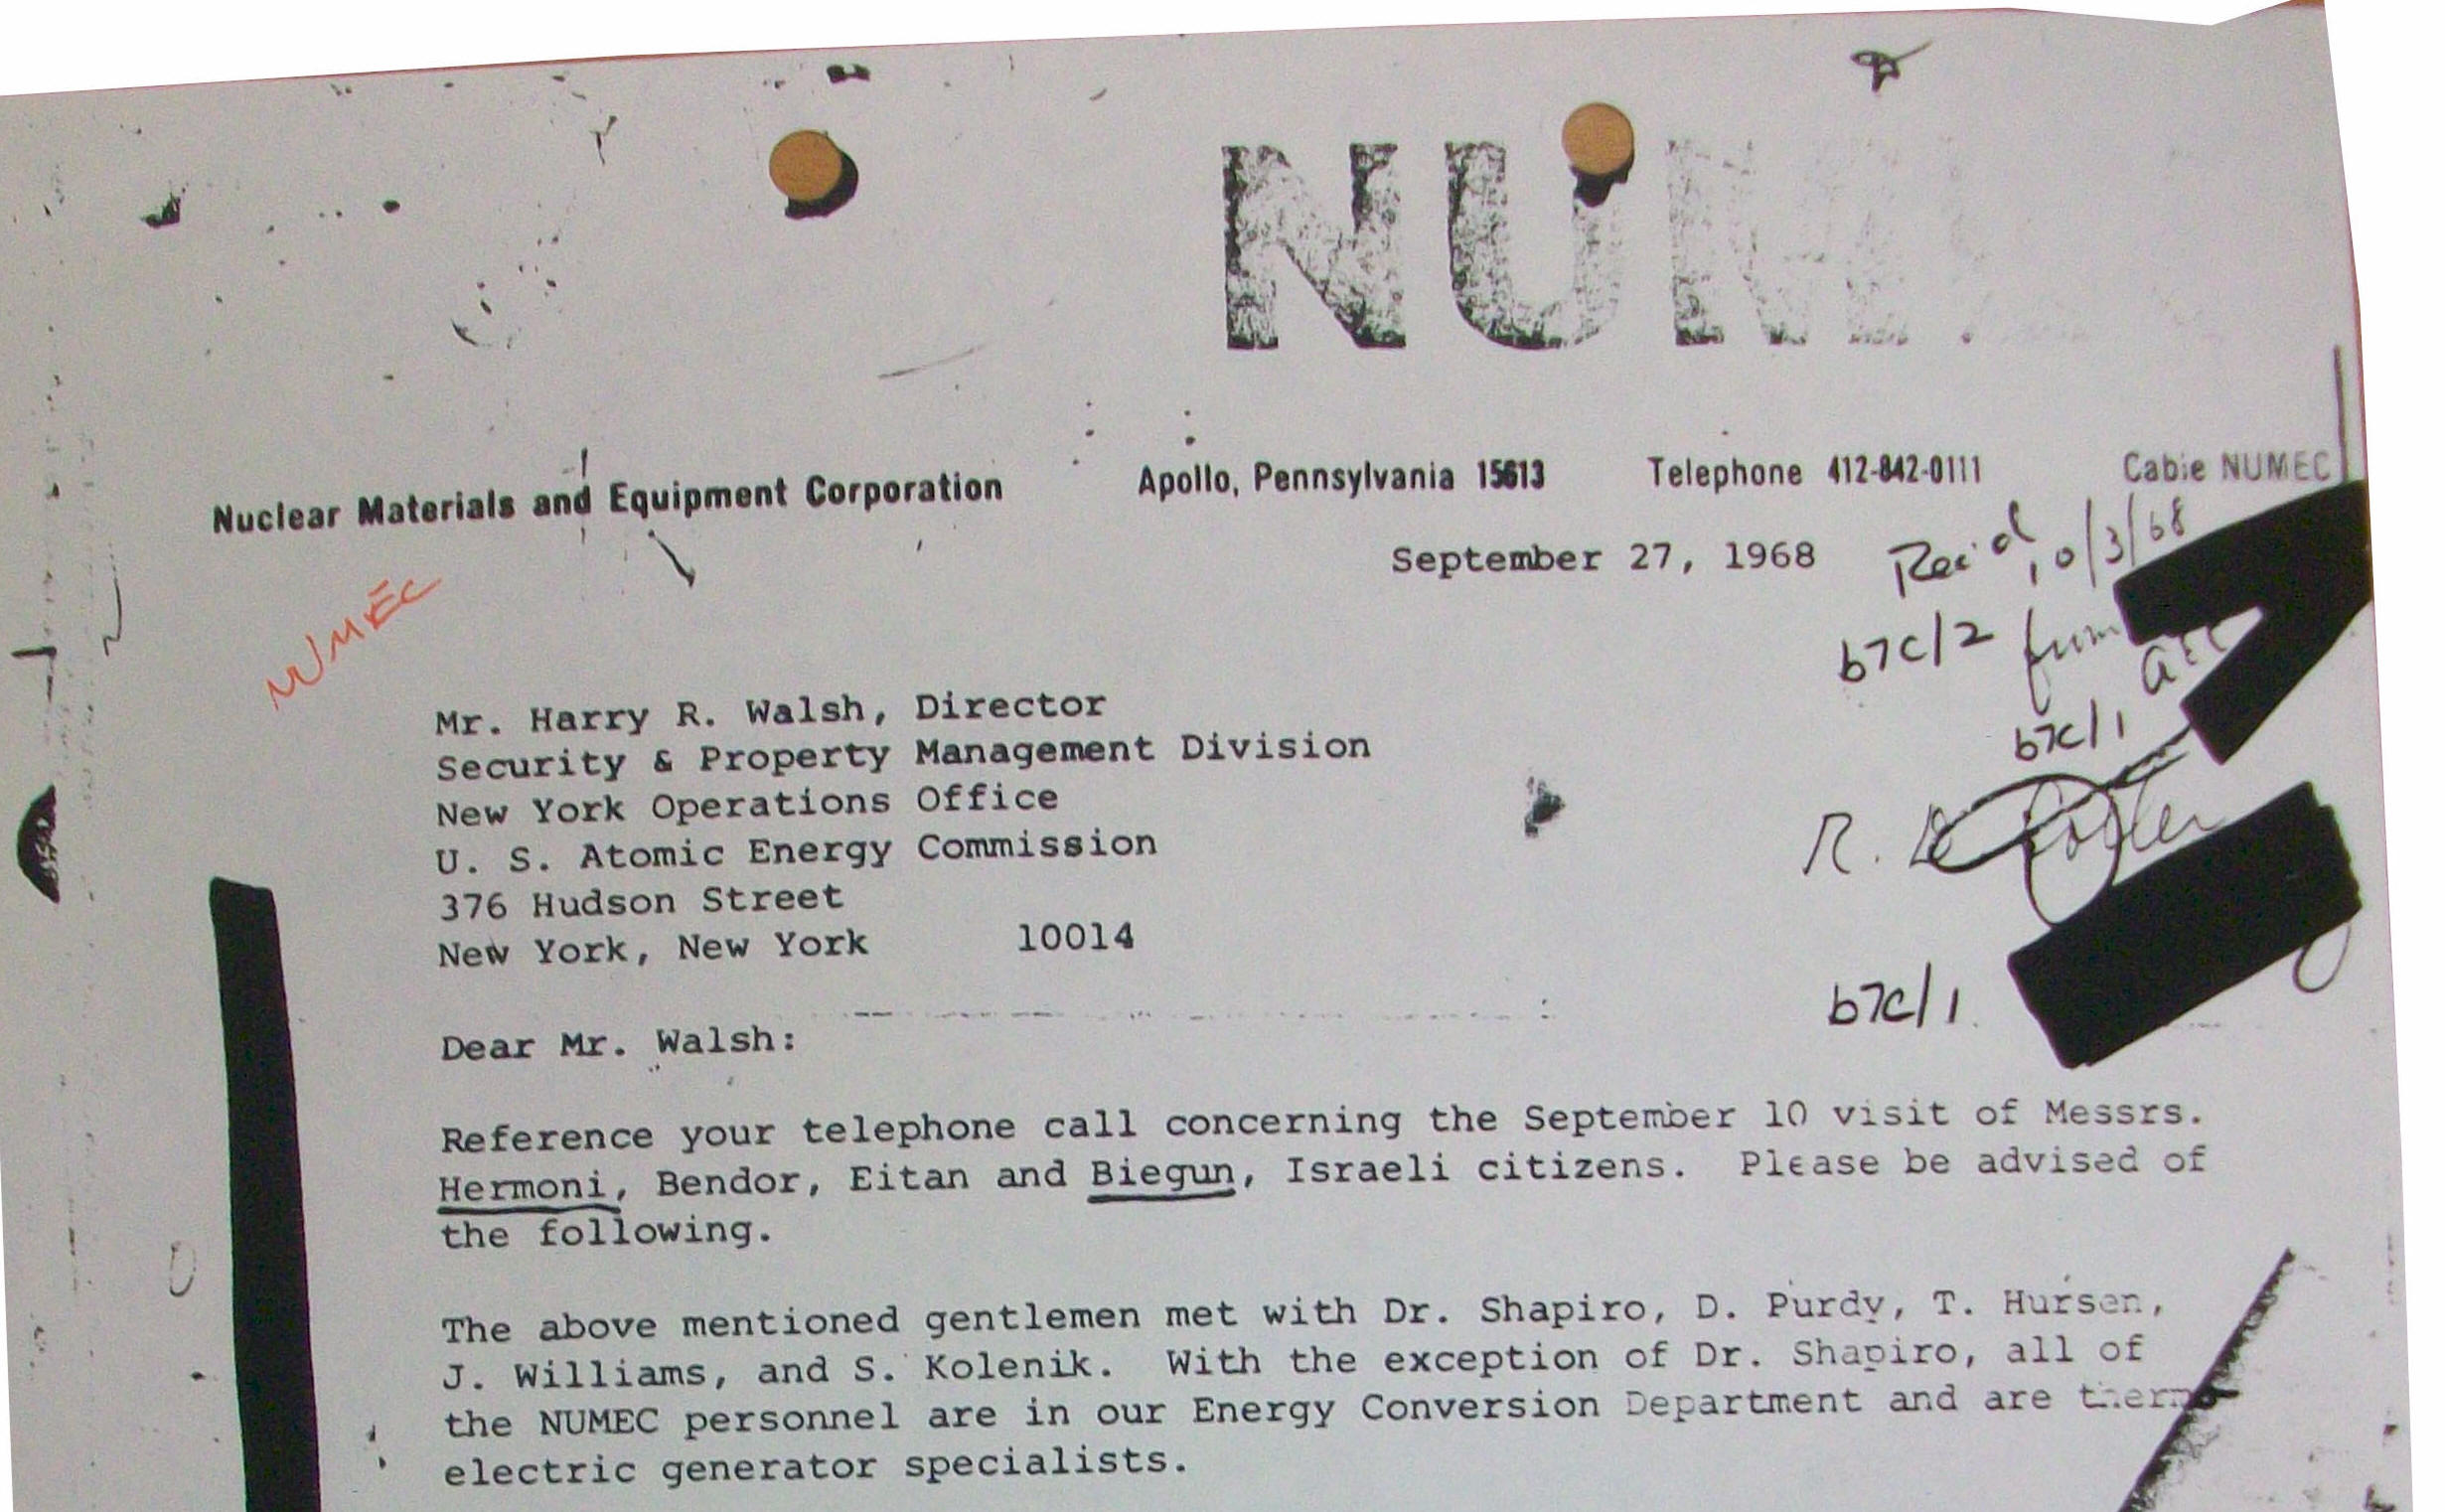 NUM
Nuclear Materials and Equipment Corporation Apollo, Pennsylvania 15613 Telephone 412-842-0111 Cable NUMEC
September 27, 1968
Rec'd 10/3/68
NUMEC
b7C/2 from
b7C/1
Mr. Harry R. Walsh, Director
Security & Property Management Division
New York Operations Office
U. S. Atomic Energy Commission
376 Hudson Street
New York, New York 10014
R.
b7C/1
Dear Mr. Walsh:
Reference your telephone call concerning the September 10 visit of Messrs.
Hermoni, Bendor, Eitan and Biegun, Israeli citizens. Please be advised of
the following.
The above mentioned gentlemen met with Dr. Shapiro, D. Purdy, T. Hursen,
J. Williams, and S. Kolenik. With the exception of Dr. Shapiro, all of
the NUMEC personnel are in our Energy Conversion Department and are thermo
electric generator specialists.